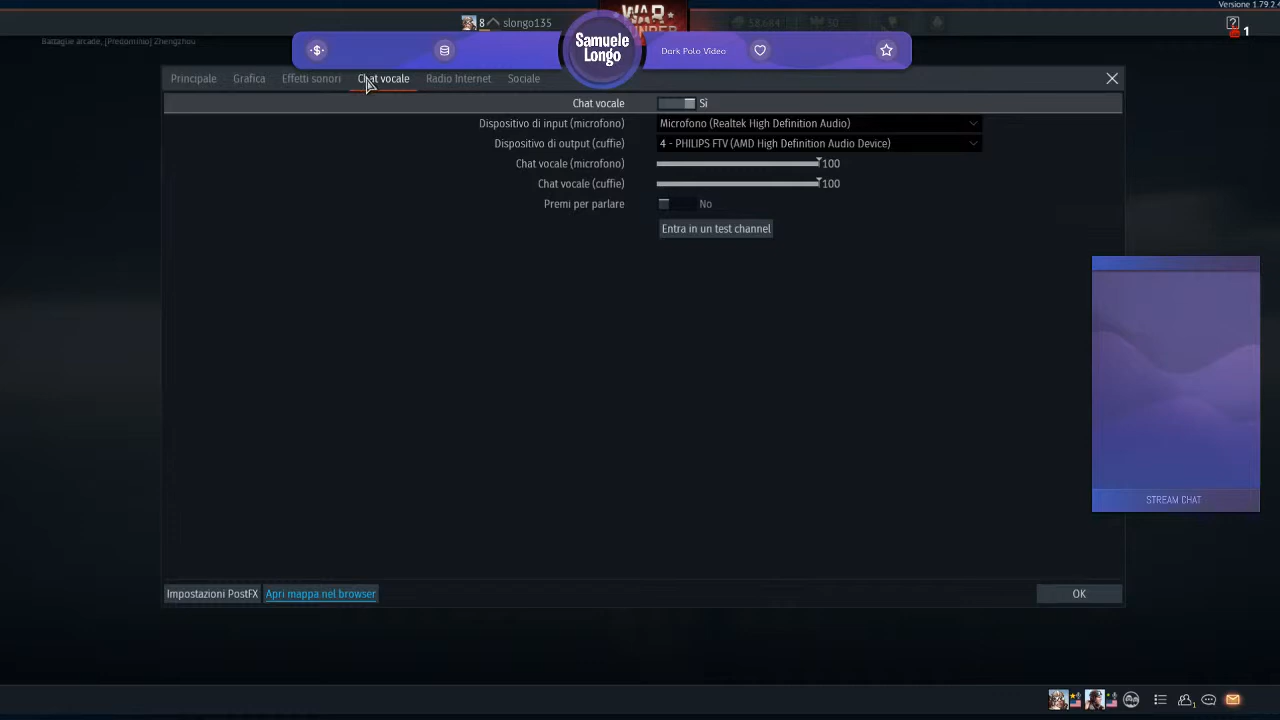 Versione 1.79.2.4
8 slongo135
WAR
1
Battaglie arcade, [Predominio] Zhengzhou
Samuele
Longo
Dark Polo Video
Principale Grafica Effetti sonori Chat vocale Radio Internet Sociale
Chat vocale Sì
Dispositivo di input (microfono) Microfono (Realtek High Definition Audio)
Dispositivo di output (cuffie) 4 - PHILIPS FTV (AMD High Definition Audio Device)
Chat vocale (microfono) 100
Chat vocale (cuffie) 100
Premi per parlare No
Entra in un test channel
STREAM CHAT
Impostazioni PostFX Apri mappa nel browser OK
1